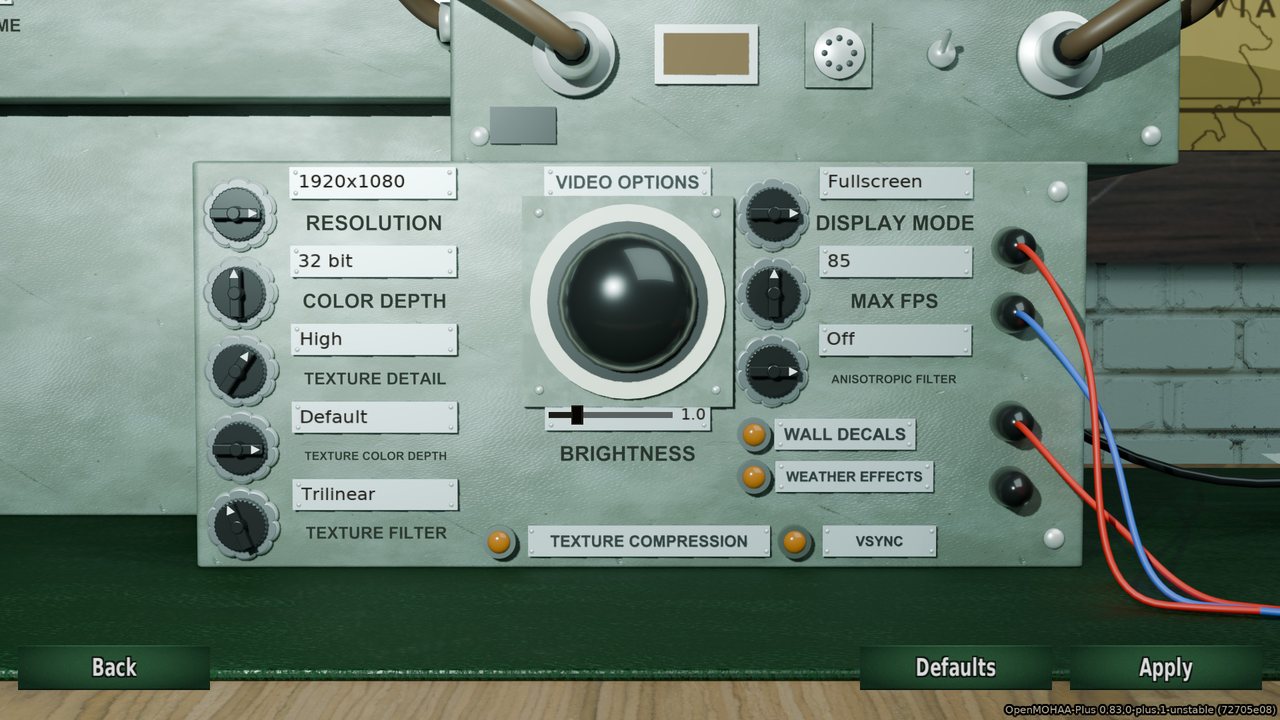 ME
VIA
1920x1080
RESOLUTION
32 bit
COLOR DEPTH
High
TEXTURE DETAIL
Default
TEXTURE COLOR DEPTH
Trilinear
TEXTURE FILTER
VIDEO OPTIONS
1.0
BRIGHTNESS
Fullscreen
DISPLAY MODE
85
MAX FPS
Off
ANISOTROPIC FILTER
WALL DECALS
WEATHER EFFECTS
TEXTURE COMPRESSION
VSYNC
Back
Defaults
Apply
OpenMOHAA-Plus 0.83.0-plus.1-unstable (72705e08)